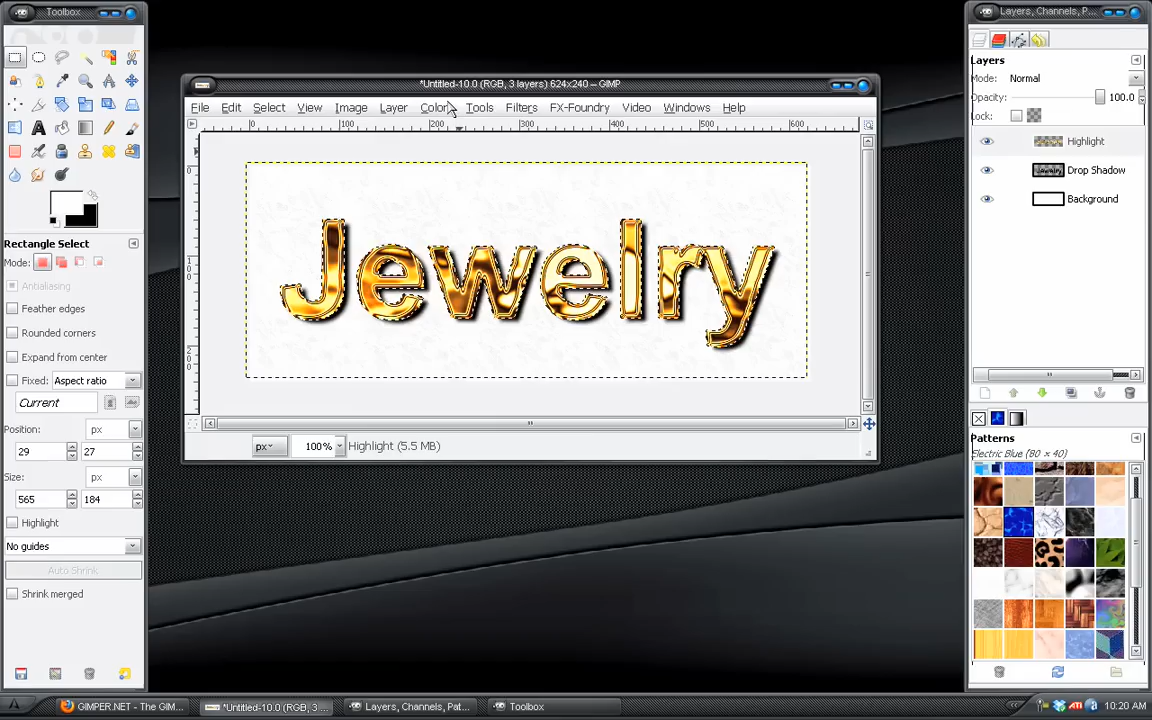 Toolbox
Rectangle Select
Mode:
Antialiasing
Feather edges
Rounded corners
Expand from center
Fixed: Aspect ratio
Current
Position: px
29 27
Size: px
565 184
Highlight
No guides
Auto Shrink
Shrink merged
*Untitled-10.0 (RGB, 3 layers) 624x240 – GIMP
File Edit Select View Image Layer Colors Tools Filters FX-Foundry Video Windows Help
0 100 200 300 400 500 600
Jewelry
px 100% Highlight (5.5 MB)
Layers, Channels, P...
Layers
Mode: Normal
Opacity: 100.0
Lock:
Highlight
Drop Shadow
Background
Patterns
Electric Blue (80 × 40)
GIMPER.NET - The GIM... *Untitled-10.0 (RGB, 3... Layers, Channels, Pat... Toolbox 10:20 AM